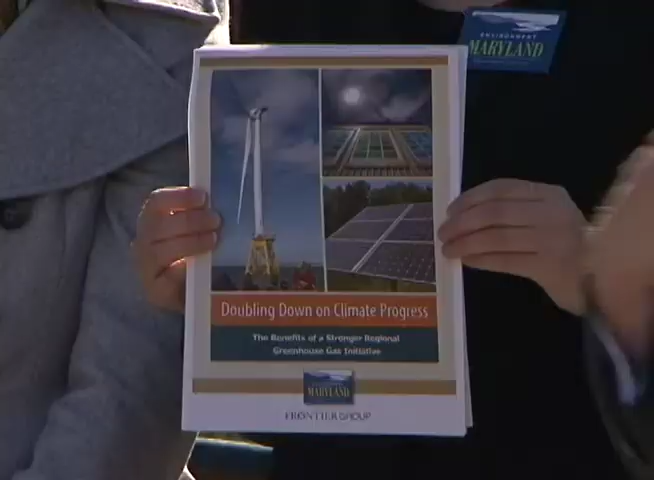 ENVIRONMENT
MARYLAND
Doubling Down on Climate Progress
The Benefits of a Stronger Regional
Greenhouse Gas Initiative
MARYLAND
FRONTIER GROUP